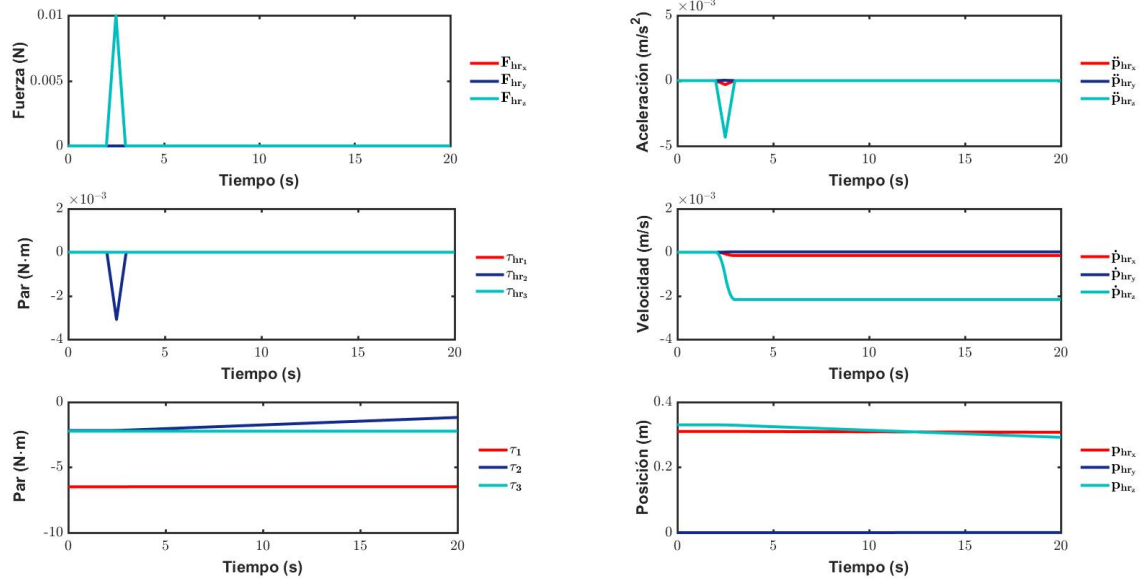 0.01
0.005
0
Fuerza (N)
0 5 10 15 20
Tiempo (s)
F_hr_x
F_hr_y
F_hr_z
×10⁻³
5
0
-5
Aceleración (m/s²)
0 5 10 15 20
Tiempo (s)
p̈_hr_x
p̈_hr_y
p̈_hr_z
×10⁻³
2
0
-2
-4
Par (N·m)
0 5 10 15 20
Tiempo (s)
τ_hr_1
τ_hr_2
τ_hr_3
×10⁻³
2
0
-2
-4
Velocidad (m/s)
0 5 10 15 20
Tiempo (s)
ṗ_hr_x
ṗ_hr_y
ṗ_hr_z
0
-5
-10
Par (N·m)
0 5 10 15 20
Tiempo (s)
τ_1
τ_2
τ_3
0.4
0.2
0
Posición (m)
0 5 10 15 20
Tiempo (s)
p_hr_x
p_hr_y
p_hr_z